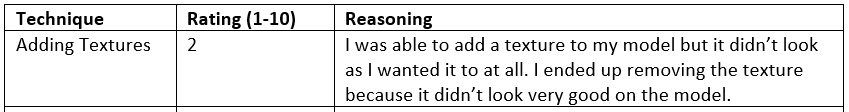 Technique Rating (1-10) Reasoning
Adding Textures 2 I was able to add a texture to my model but it didn’t look
as I wanted it to at all. I ended up removing the texture
because it didn’t look very good on the model.